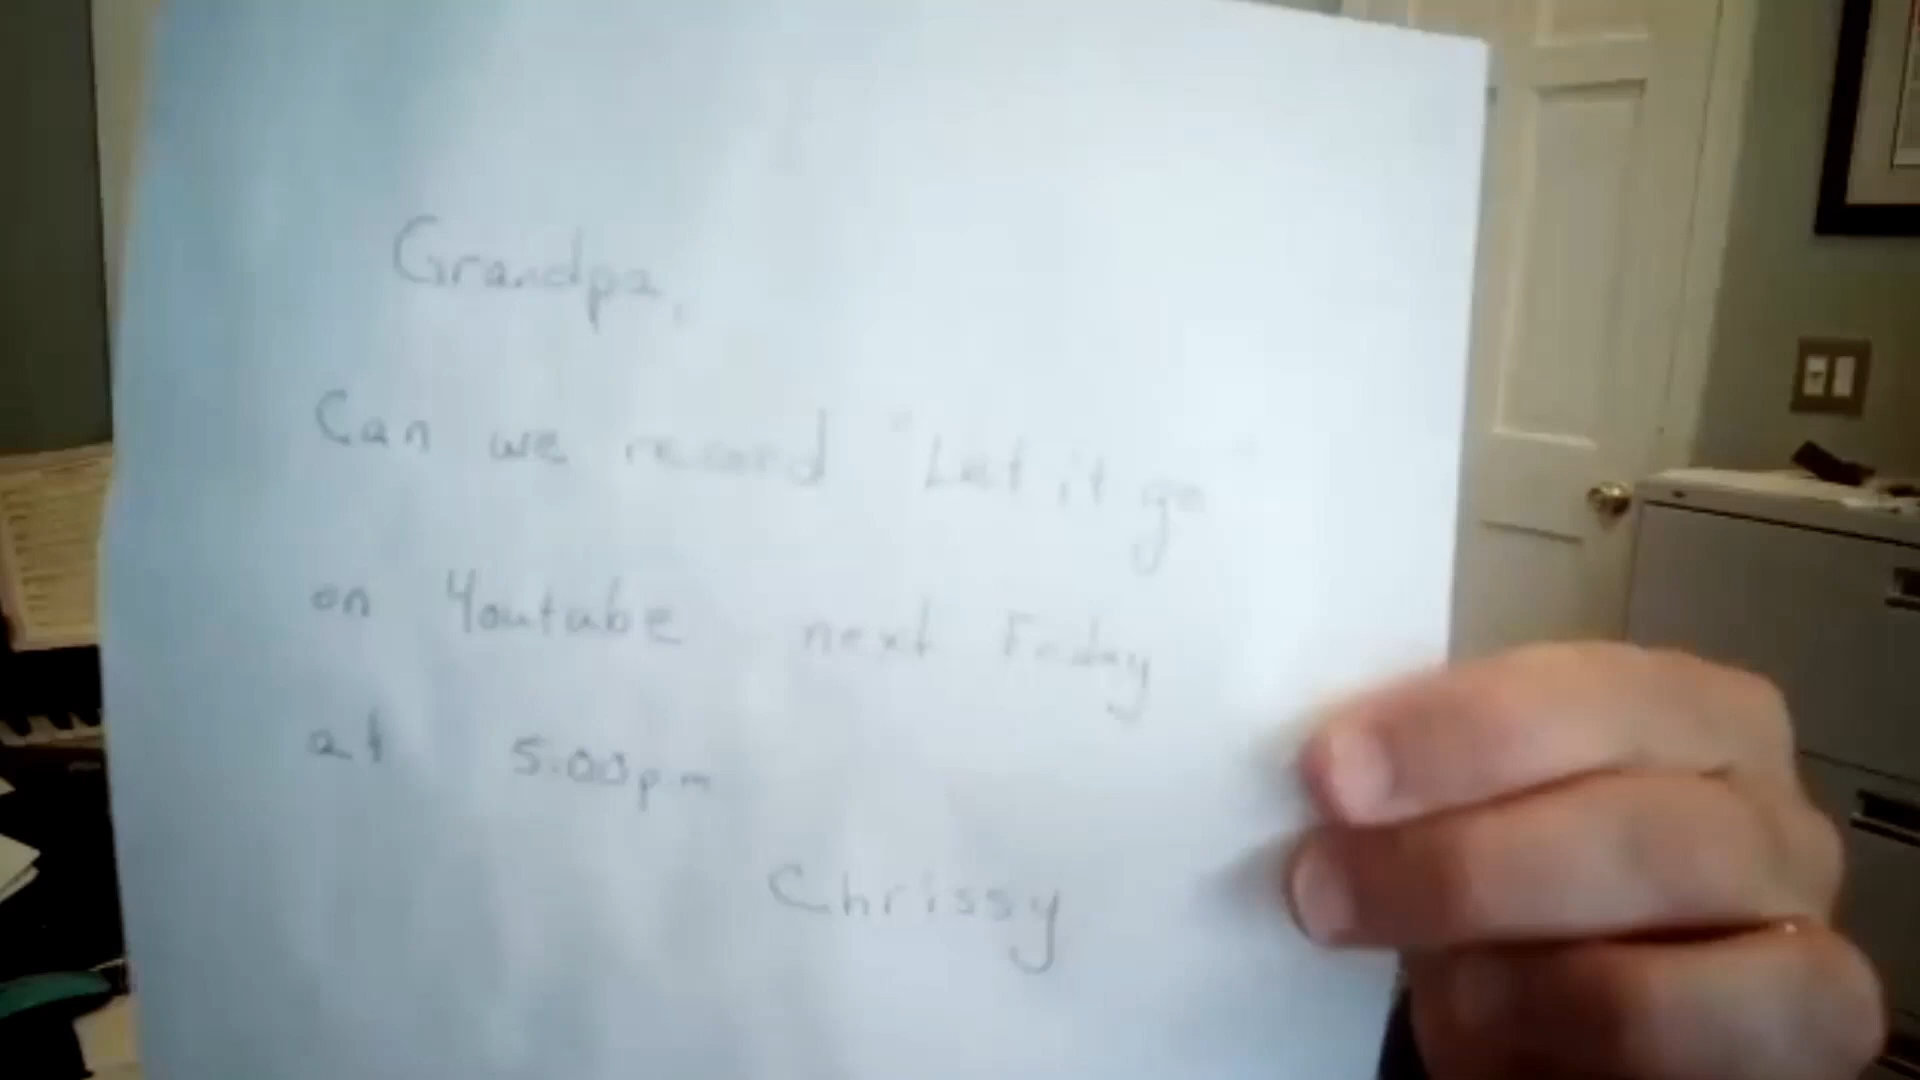 Grandpa,
Can we record "Let it go"
on Youtube next Friday
at 5:00pm
Chrissy